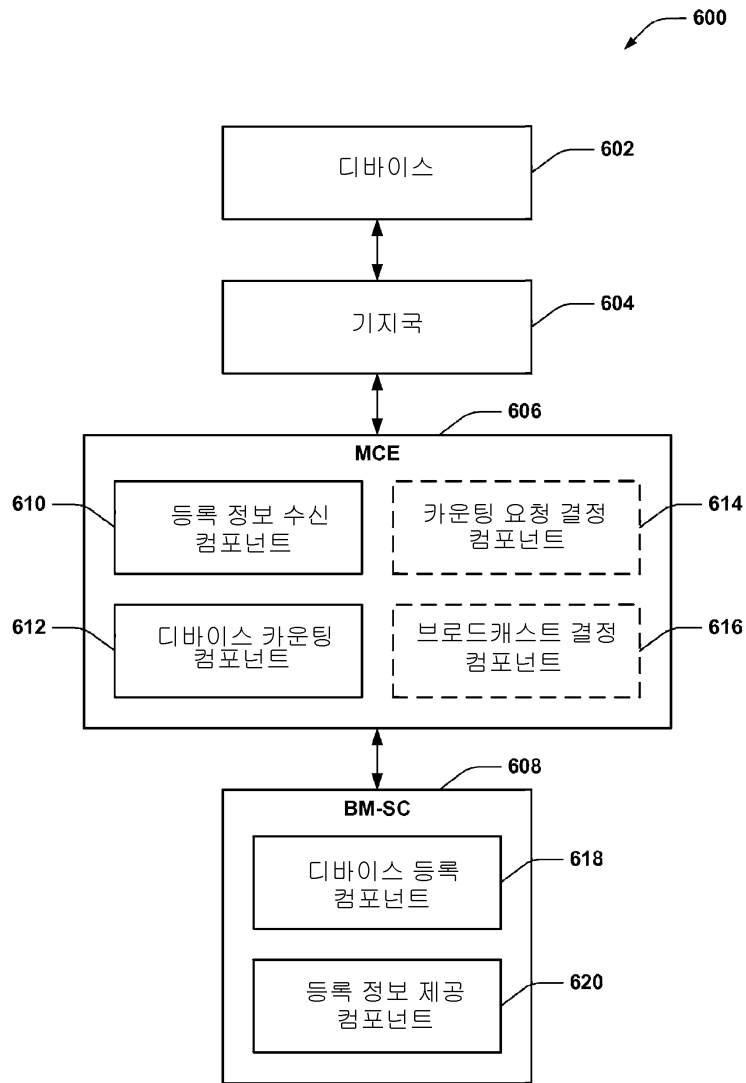 600
디바이스
602
기지국
604
606
MCE
610
등록 정보 수신
컴포넌트
카운팅 요청 결정
컴포넌트
614
612
디바이스 카운팅
컴포넌트
브로드캐스트 결정
컴포넌트
616
608
BM-SC
디바이스 등록
컴포넌트
618
등록 정보 제공
컴포넌트
620